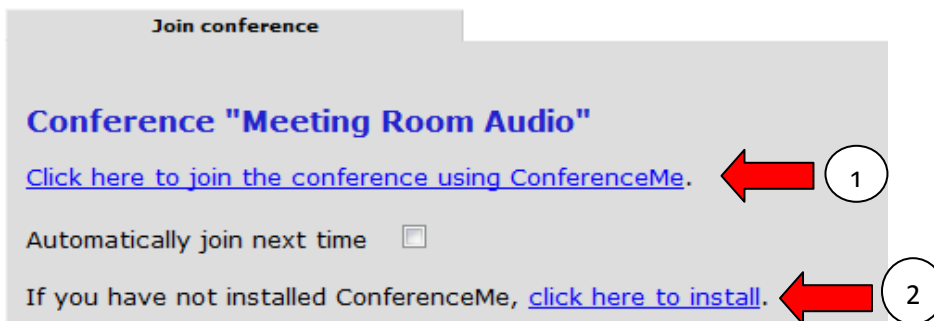 Join conference
Conference "Meeting Room Audio"
Click here to join the conference using ConferenceMe.
1
Automatically join next time
If you have not installed ConferenceMe, click here to install.
2